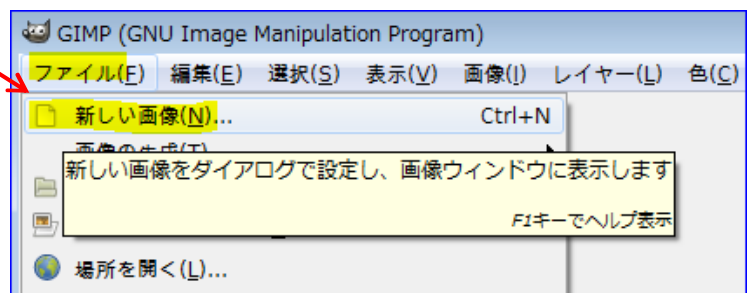 GIMP (GNU Image Manipulation Program)
ファイル(F) 編集(E) 選択(S) 表示(V) 画像(I) レイヤー(L) 色(C)
新しい画像(N)... Ctrl+N
新しい画像をダイアログで設定し、画像ウィンドウに表示します
F1キーでヘルプ表示
場所を開く(L)...